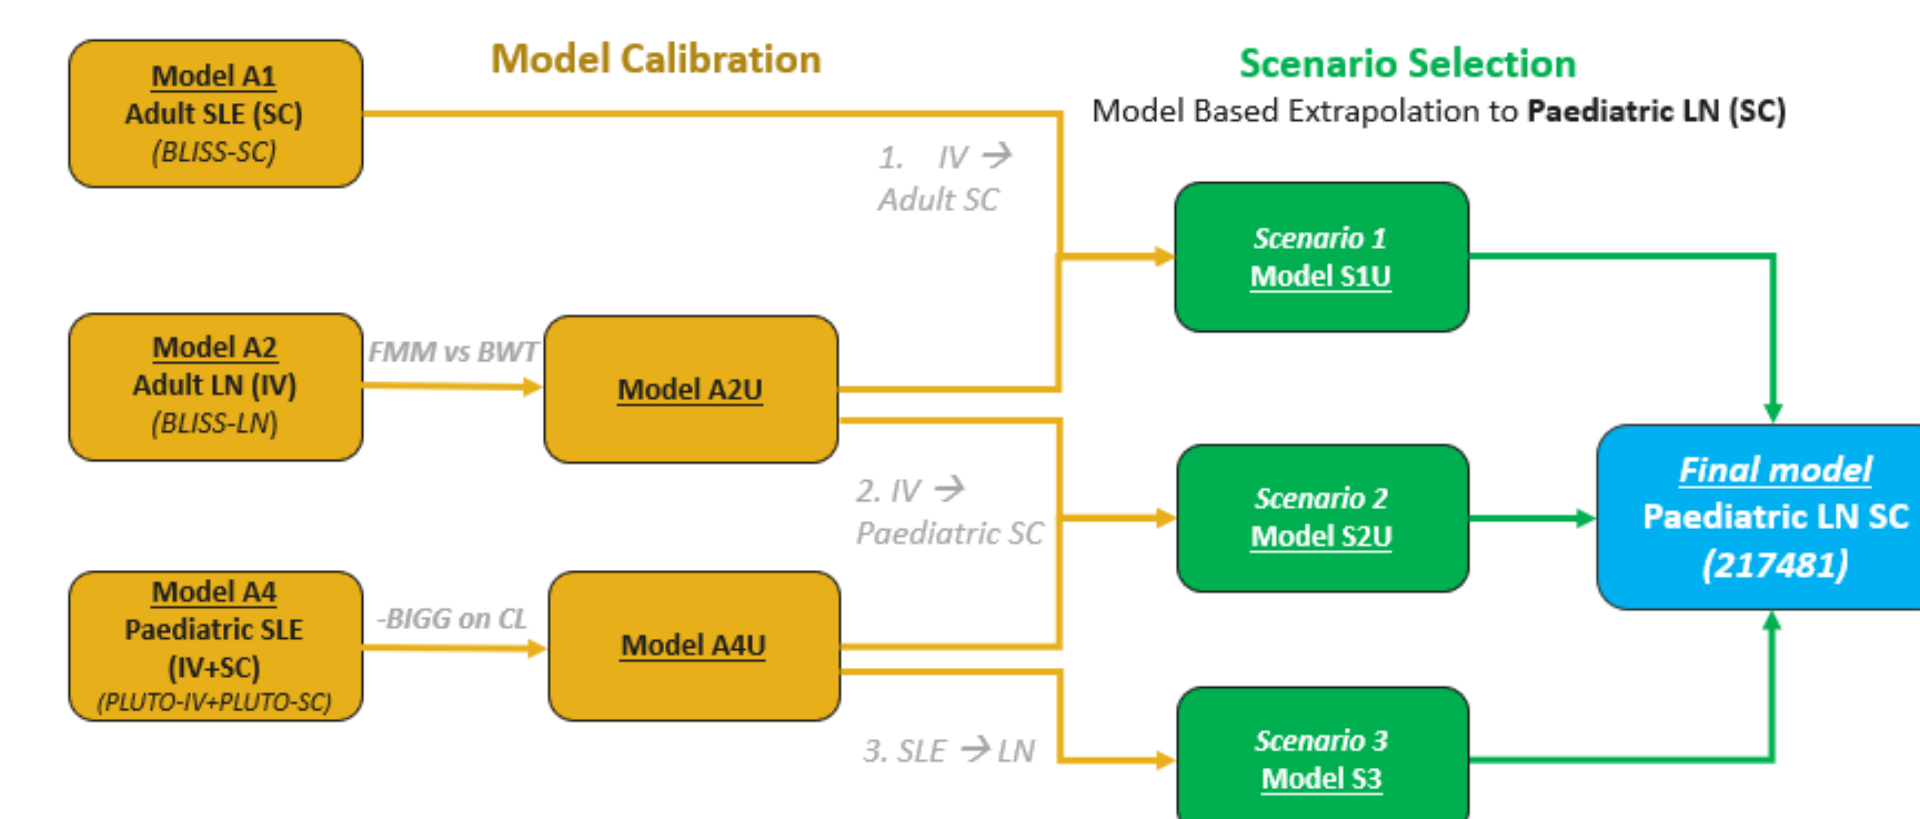 Model Calibration
Scenario Selection
Model Based Extrapolation to Paediatric LN (SC)
Model A1
Adult SLE (SC)
(BLISS-SC)
1. IV →
Adult SC
Scenario 1
Model S1U
Model A2
Adult LN (IV)
(BLISS-LN)
FMM vs BWT
Model A2U
2. IV →
Paediatric SC
Scenario 2
Model S2U
Final model
Paediatric LN SC
(217481)
Model A4
Paediatric SLE
(IV+SC)
(PLUTO-IV+PLUTO-SC)
-BIGG on CL
Model A4U
3. SLE → LN
Scenario 3
Model S3